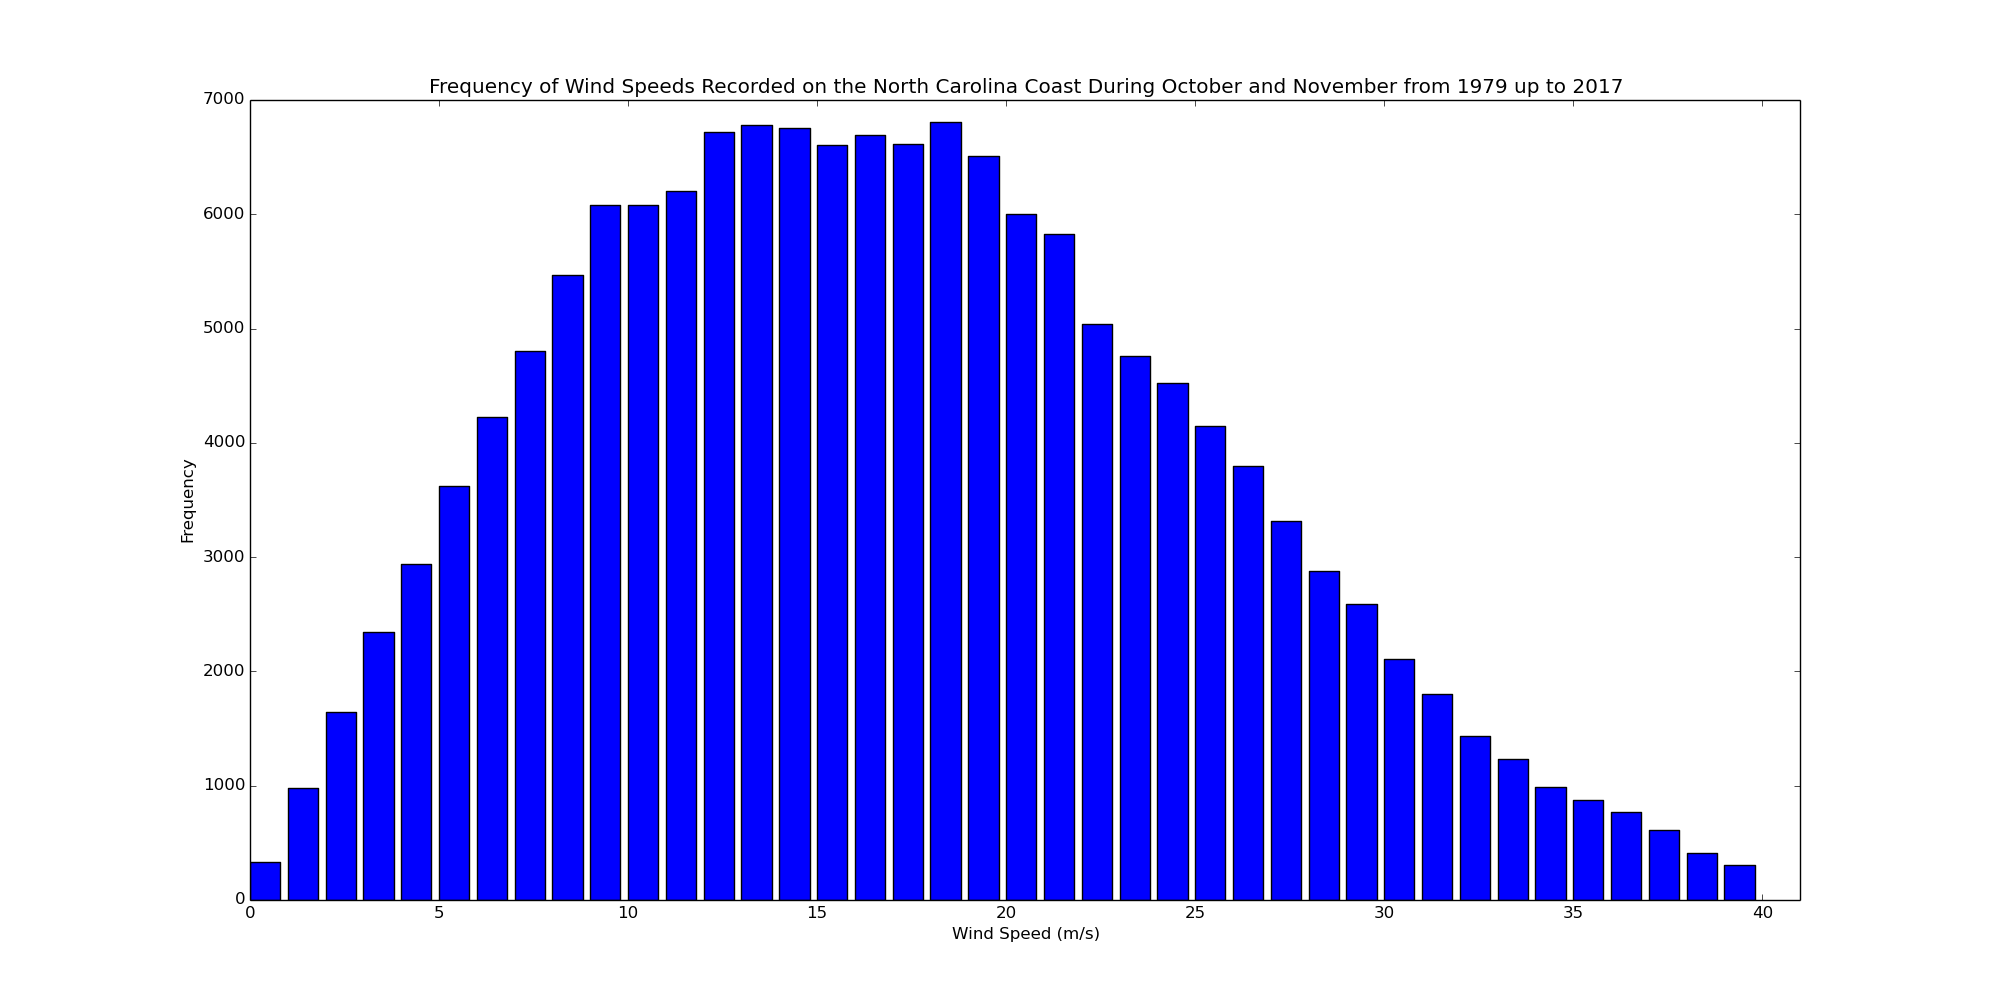 Frequency of Wind Speeds Recorded on the North Carolina Coast During October and November from 1979 up to 2017
7000
6000
5000
4000
3000
2000
1000
0
Frequency
0 5 10 15 20 25 30 35 40
Wind Speed (m/s)